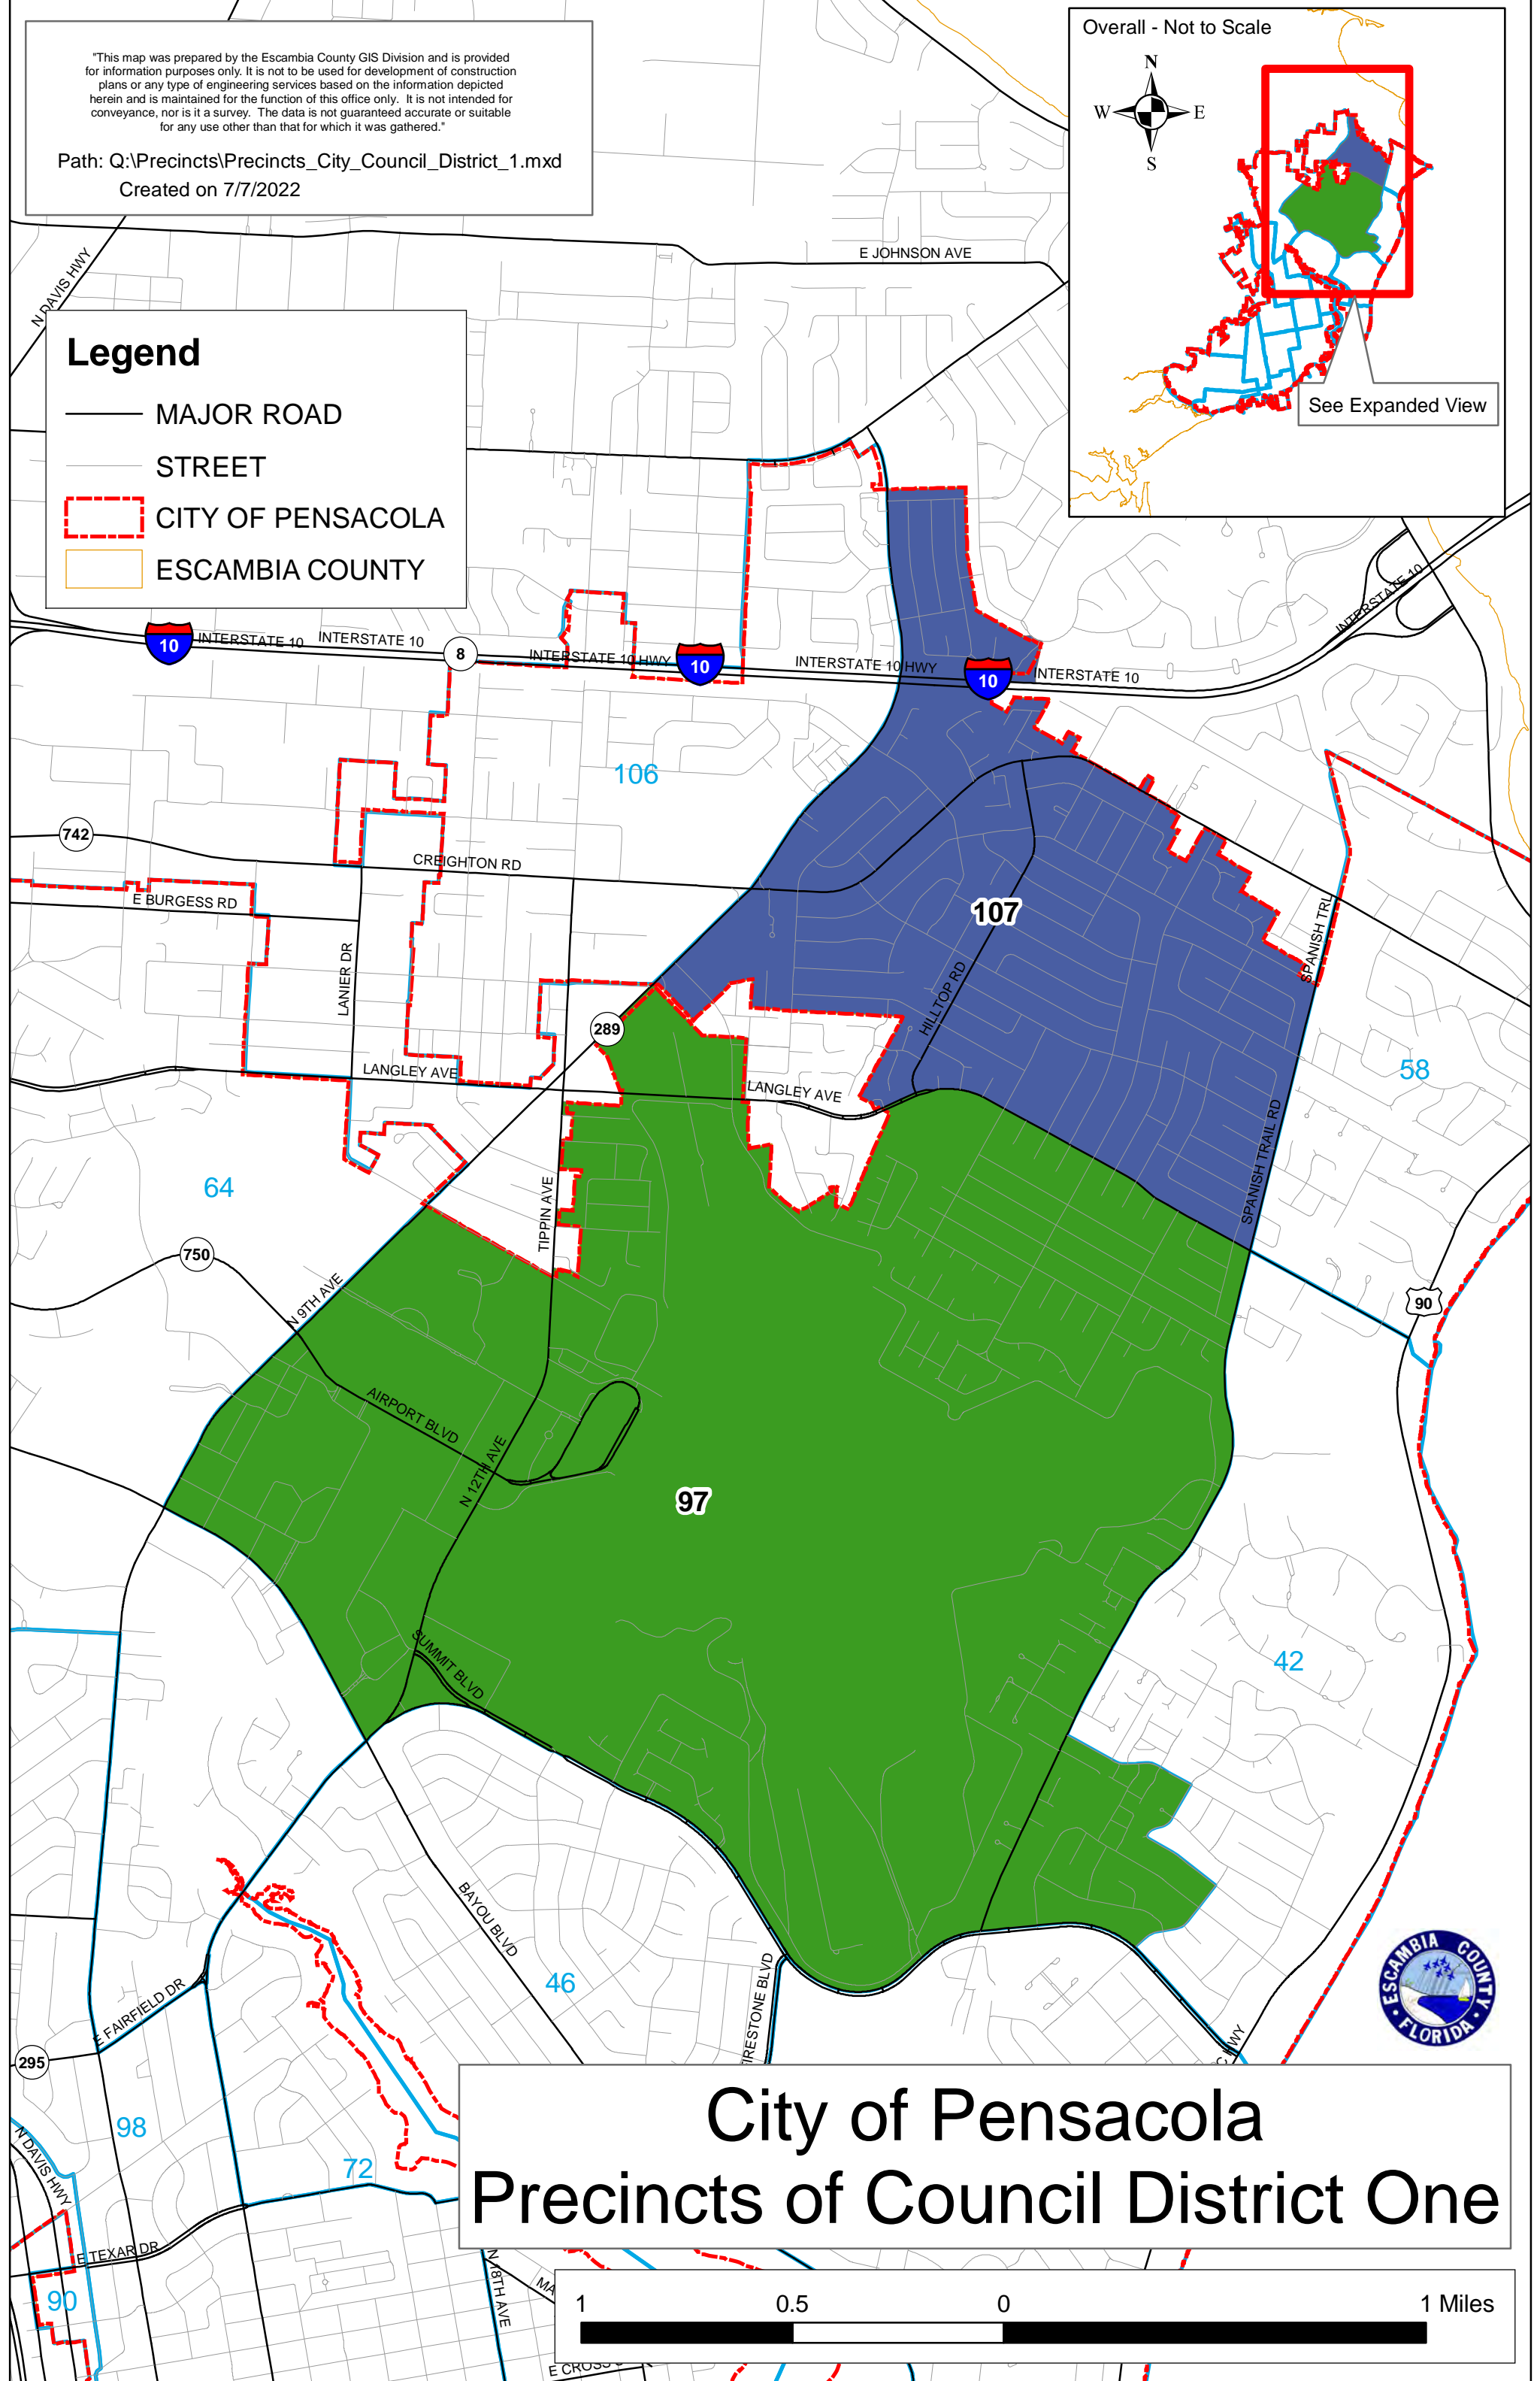 "This map was prepared by the Escambia County GIS Division and is provided
for information purposes only. It is not to be used for development of construction
plans or any type of engineering services based on the information depicted
herein and is maintained for the function of this office only. It is not intended for
conveyance, nor is it a survey. The data is not guaranteed accurate or suitable
for any use other than that for which it was gathered."
Path: Q:\Precincts\Precincts_City_Council_District_1.mxd
Created on 7/7/2022
Overall - Not to Scale
N
W
E
S
See Expanded View
E JOHNSON AVE
N DAVIS HWY
Legend
MAJOR ROAD
STREET
CITY OF PENSACOLA
ESCAMBIA COUNTY
INTERSTATE 10
10
INTERSTATE 10
INTERSTATE 10
8
INTERSTATE 10 HWY
10
INTERSTATE 10 HWY
10
INTERSTATE 10
106
742
CREIGHTON RD
E BURGESS RD
107
SPANISH TRL
LANIER DR
HILLTOP RD
289
LANGLEY AVE
LANGLEY AVE
58
SPANISH TRAIL RD
64
TIPPIN AVE
750
N 9TH AVE
90
AIRPORT BLVD
N 12TH AVE
97
SUMMIT BLVD
42
BAYOU BLVD
46
FIRESTONE BLVD
ESCAMBIA COUNTY
FLORIDA
E FAIRFIELD DR
295
HWY
98
72
N DAVIS HWY
City of Pensacola
Precincts of Council District One
E TEXAR DR
90
N 18TH AVE
MA
1 0.5 0 1 Miles
E CROSS